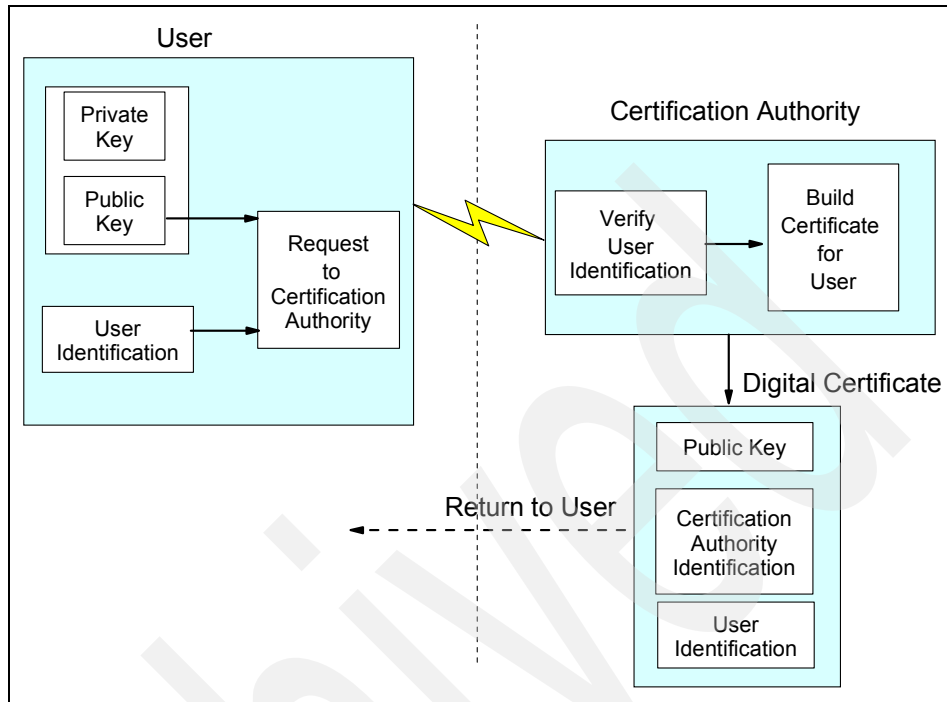 User
Private
Key
Public
Key
User
Identification
Request
to
Certification
Authority
Certification Authority
Verify
User
Identification
Build
Certificate
for
User
Digital Certificate
Public Key
Certification
Authority
Identification
User
Identification
Return to User